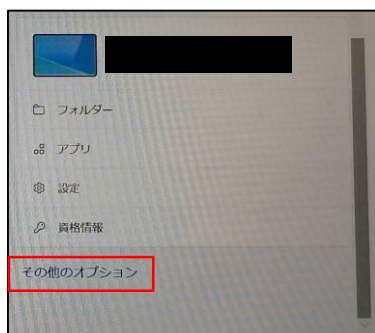 フォルダー
アプリ
設定
資格情報
その他のオプション